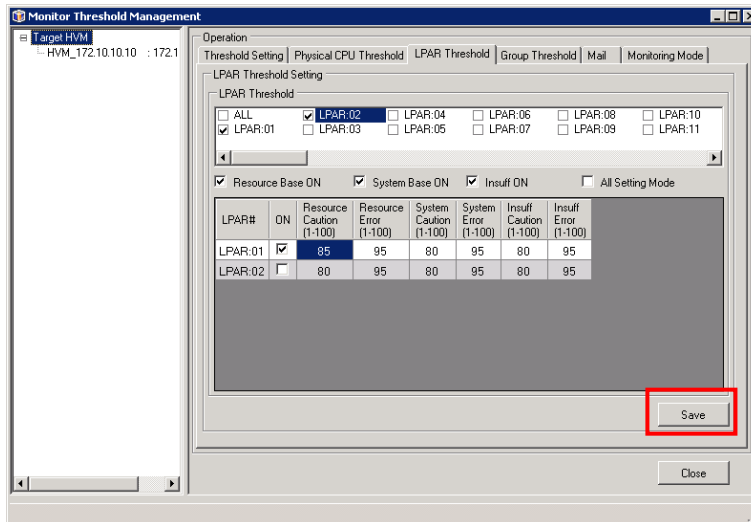 Monitor Threshold Management
Target HVM
HVM_172.10.10.10 : 172.1
Operation
Threshold Setting Physical CPU Threshold LPAR Threshold Group Threshold Mail Monitoring Mode
LPAR Threshold Setting
LPAR Threshold
ALL LPAR:02 LPAR:04 LPAR:06 LPAR:08 LPAR:10
LPAR:01 LPAR:03 LPAR:05 LPAR:07 LPAR:09 LPAR:11
Resource Base ON System Base ON Insuff ON All Setting Mode
LPAR# ON Resource Caution (1-100) Resource Error (1-100) System Caution (1-100) System Error (1-100) Insuff Caution (1-100) Insuff Error (1-100)
LPAR:01 85 95 80 95 80 95
LPAR:02 80 95 80 95 80 95
Save
Close